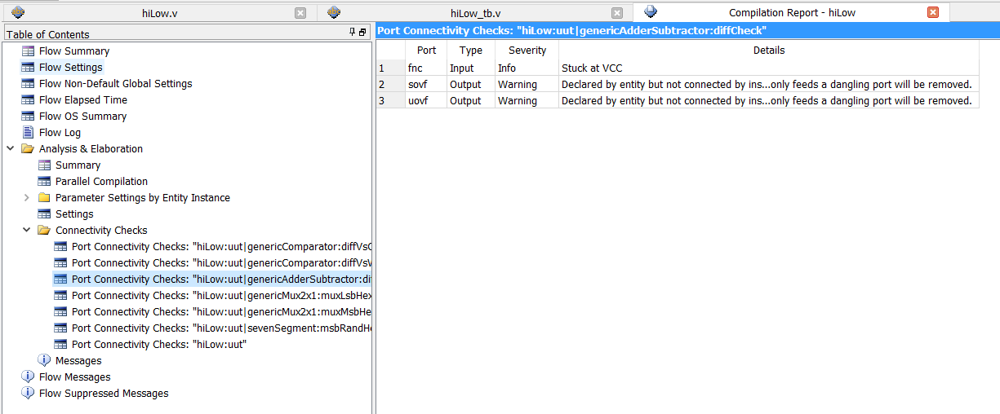 hiLow.v
hiLow_tb.v
Compilation Report - hiLow
Table of Contents
Flow Summary
Flow Settings
Flow Non-Default Global Settings
Flow Elapsed Time
Flow OS Summary
Flow Log
Analysis & Elaboration
Summary
Parallel Compilation
Parameter Settings by Entity Instance
Settings
Connectivity Checks
Port Connectivity Checks: "hiLow:uut|genericComparator:diffVsG
Port Connectivity Checks: "hiLow:uut|genericComparator:diffVsW
Port Connectivity Checks: "hiLow:uut|genericAdderSubtractor:dif
Port Connectivity Checks: "hiLow:uut|genericMux2x1:muxLsbHex
Port Connectivity Checks: "hiLow:uut|genericMux2x1:muxMsbHe
Port Connectivity Checks: "hiLow:uut|sevenSegment:msbRandHe
Port Connectivity Checks: "hiLow:uut"
Messages
Flow Messages
Flow Suppressed Messages
Port Connectivity Checks: "hiLow:uut|genericAdderSubtractor:diffCheck"
Port Type Severity Details
1 fnc Input Info Stuck at VCC
2 sovf Output Warning Declared by entity but not connected by ins...only feeds a dangling port will be removed.
3 uovf Output Warning Declared by entity but not connected by ins...only feeds a dangling port will be removed.